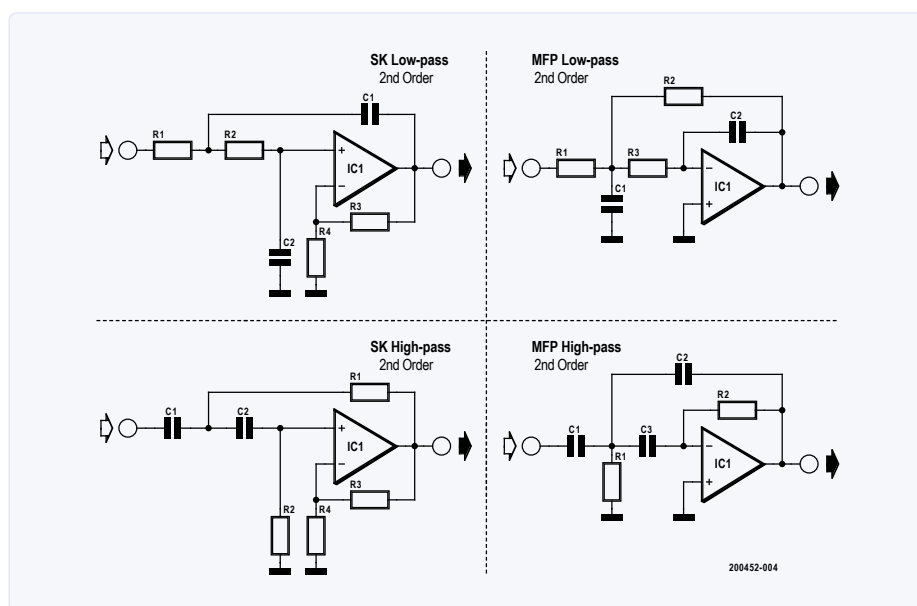 SK Low-pass
2nd Order
C1
R1
R2
+
IC1
−
R3
R4
C2
MFP Low-pass
2nd Order
R2
C2
R1
R3
−
IC1
+
C1
SK High-pass
2nd Order
R1
C1
C2
+
IC1
−
R3
R2
R4
MFP High-pass
2nd Order
C2
R2
C1
C3
−
R1
IC1
+
200452-004